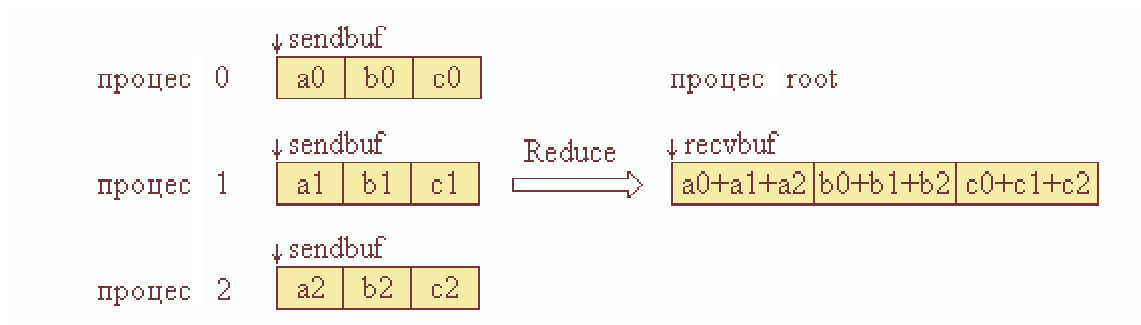 ↓ sendbuf
процес 0 a0 b0 c0 процес root
↓ sendbuf
Reduce ↓ recvbuf
процес 1 a1 b1 c1 a0+a1+a2 b0+b1+b2 c0+c1+c2
↓ sendbuf
процес 2 a2 b2 c2